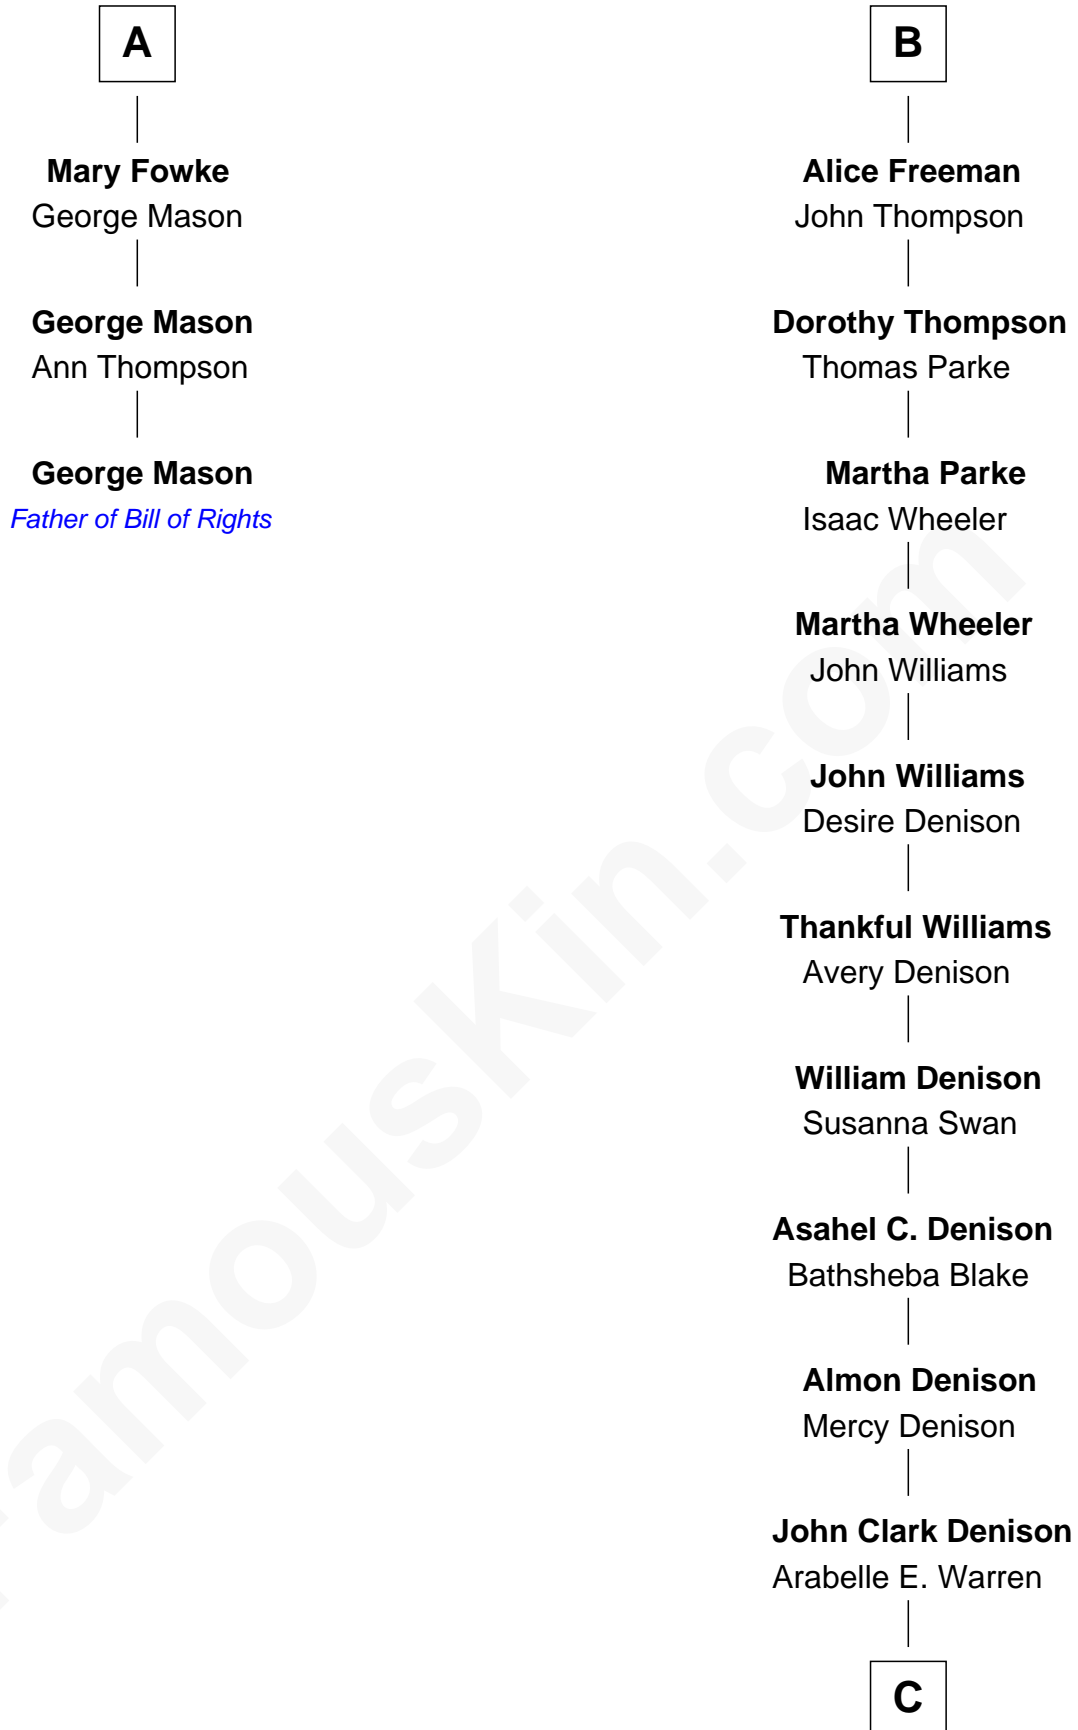 A
Mary Fowke
George Mason
George Mason
Ann Thompson
George Mason
Father of Bill of Rights
B
Alice Freeman
John Thompson
Dorothy Thompson
Thomas Parke
Martha Parke
Isaac Wheeler
Martha Wheeler
John Williams
John Williams
Desire Denison
Thankful Williams
Avery Denison
William Denison
Susanna Swan
Asahel C. Denison
Bathsheba Blake
Almon Denison
Mercy Denison
John Clark Denison
Arabelle E. Warren
C
FamousKin.com